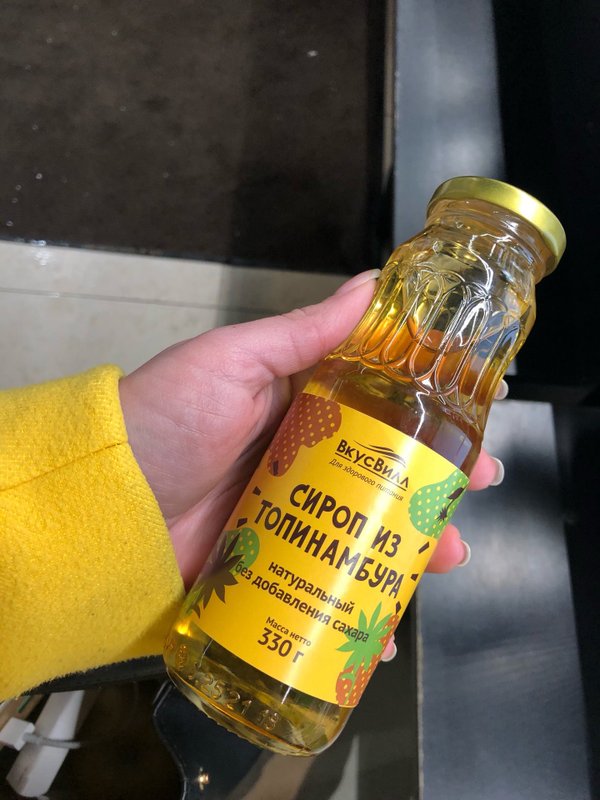 ВкусВилл
Для здорового питания
СИРОП ИЗ
ТОПИНАМБУРА
натуральный
без добавления сахара
Масса нетто
330 г